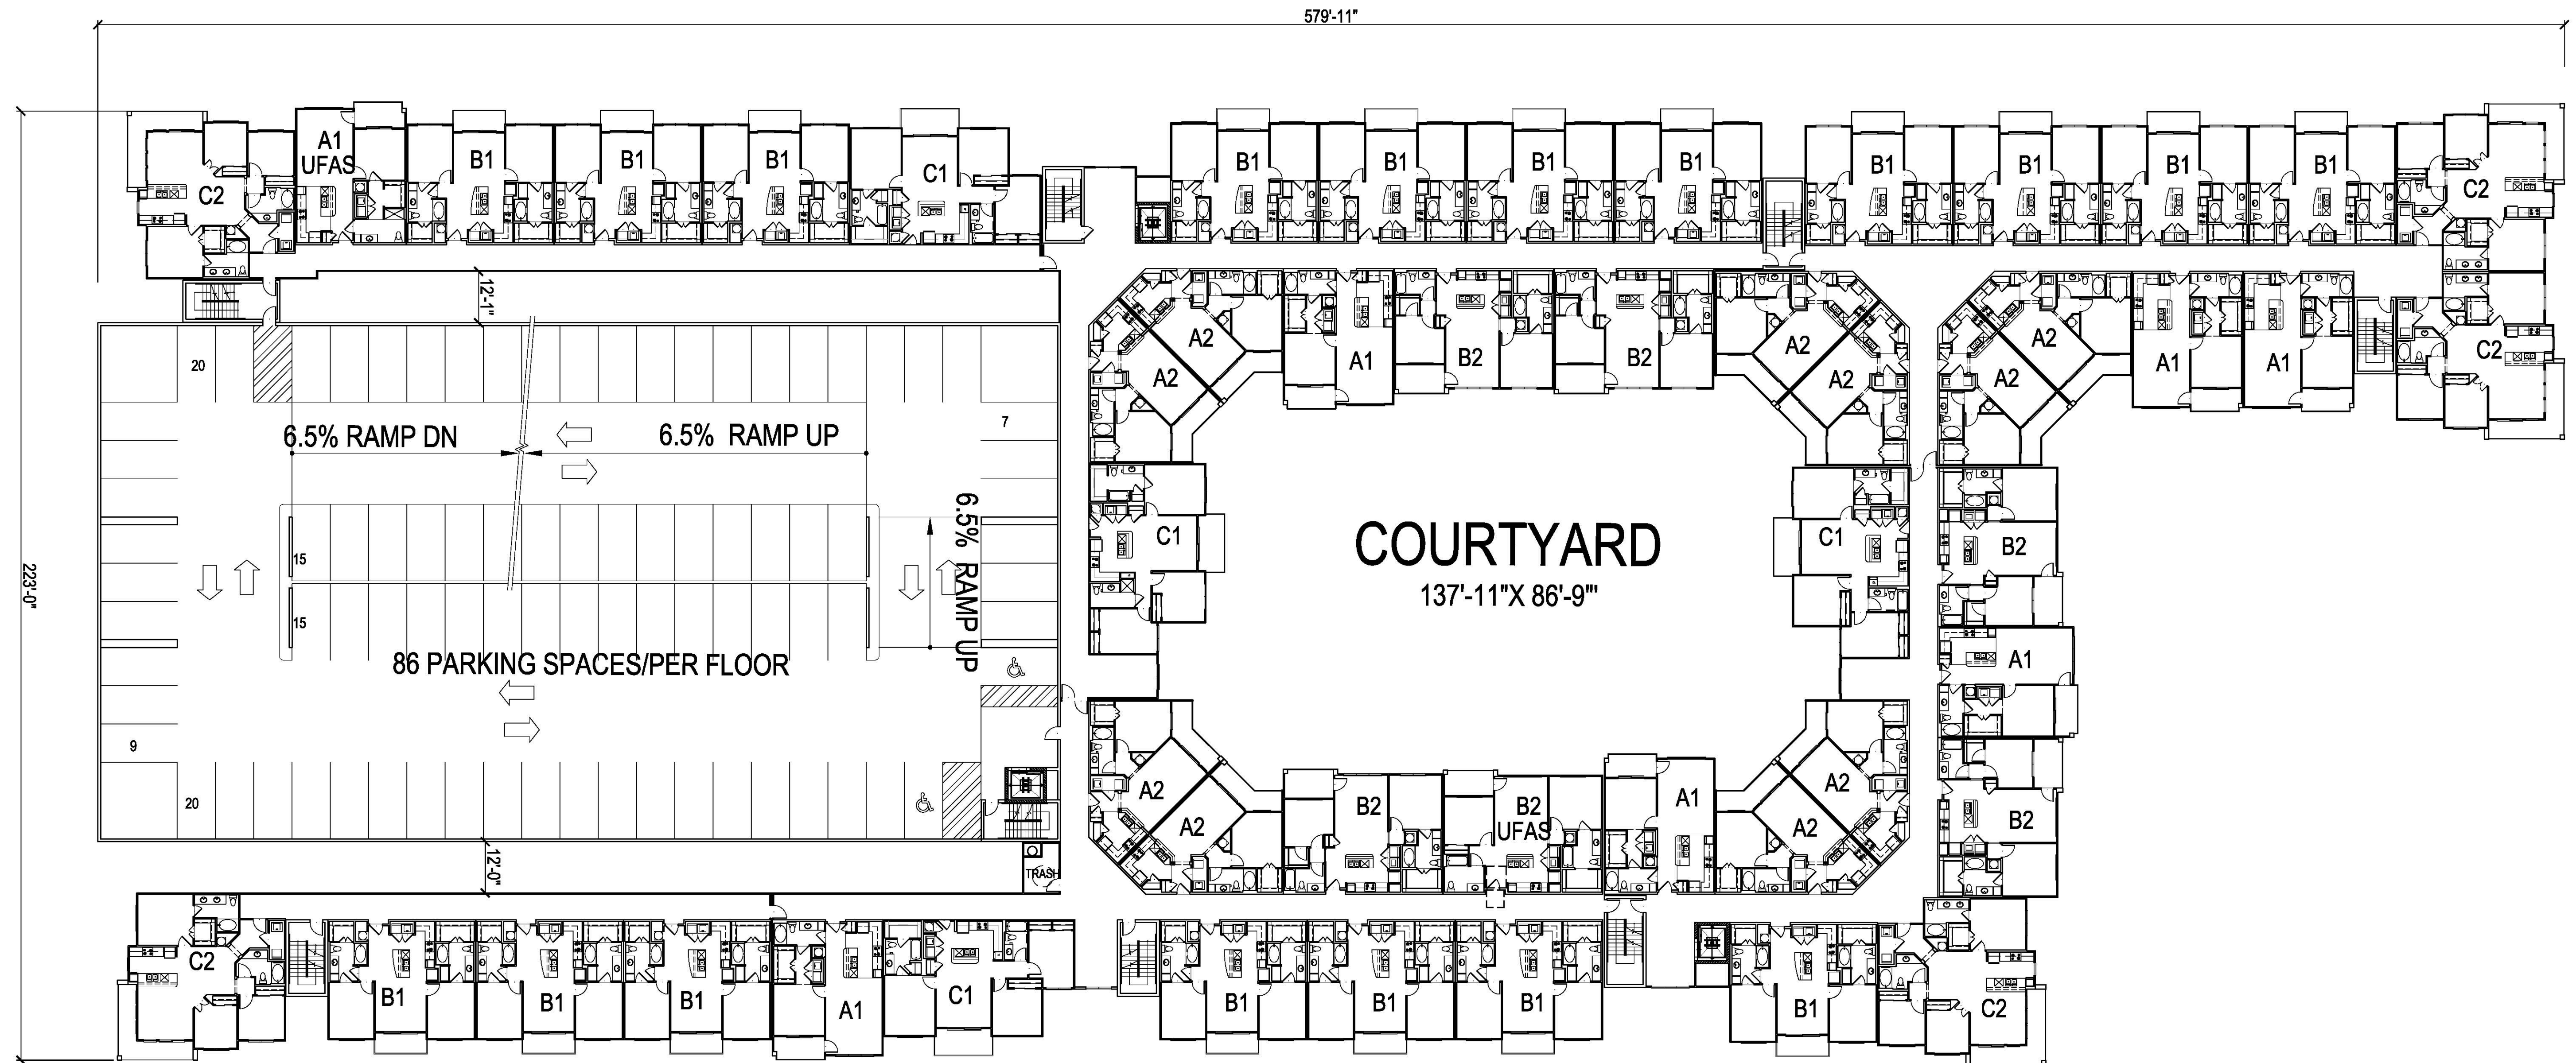 579'-11"
A1
UFAS
B1
B1
B1
C1
C2
B1
B1
B1
B1
B1
B1
B1
B1
C2
12'-1"
A2
A2
A1
B2
B2
A2
A2
A2
A2
A1
A1
C2
20
7
6.5% RAMP DN
6.5% RAMP UP
6.5% RAMP UP
15
15
223'-0"
C1
COURTYARD
137'-11"X 86'-9'"
C1
B2
A1
B2
86 PARKING SPACES/PER FLOOR
9
20
A2
A2
B2
B2
UFAS
A1
A2
A2
12'-0"
TRASH
C2
B1
B1
B1
A1
C1
B1
B1
B1
B1
C2